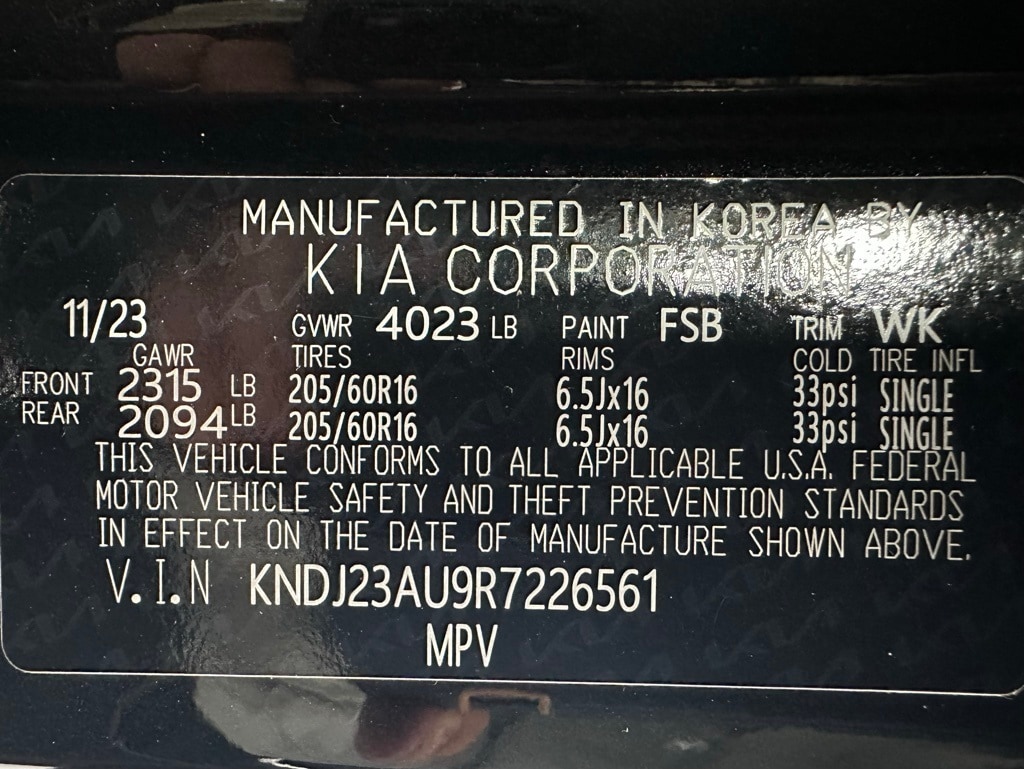 MANUFACTURED IN KOREA BY
KIA CORPORATION
11/23 GVWR 4023 LB PAINT FSB TRIM WK
GAWR TIRES RIMS COLD TIRE INFL
FRONT 2315 LB 205/60R16 6.5Jx16 33psi SINGLE
REAR 2094 LB 205/60R16 6.5Jx16 33psi SINGLE
THIS VEHICLE CONFORMS TO ALL APPLICABLE U.S.A. FEDERAL
MOTOR VEHICLE SAFETY AND THEFT PREVENTION STANDARDS
IN EFFECT ON THE DATE OF MANUFACTURE SHOWN ABOVE.
V.I.N KNDJ23AU9R7226561
MPV